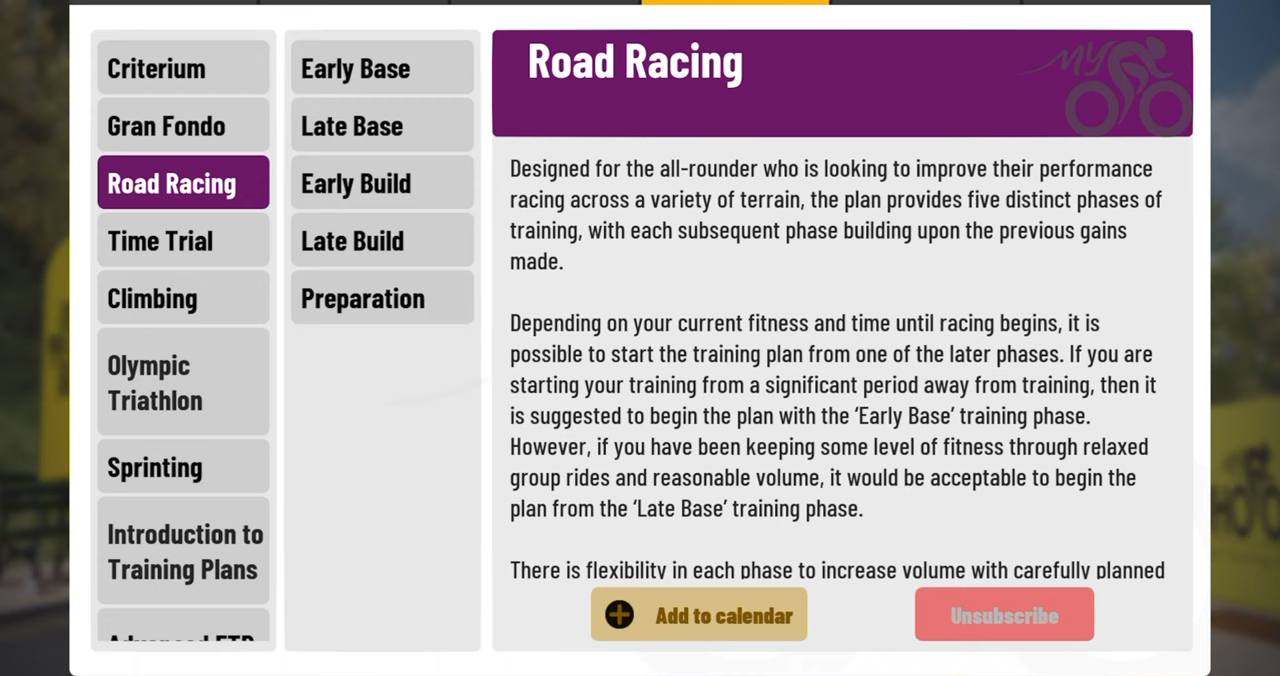 Criterium
Gran Fondo
Road Racing
Time Trial
Climbing
Olympic
Triathlon
Sprinting
Introduction to
Training Plans
Advanced FTP
Early Base
Late Base
Early Build
Late Build
Preparation
Road Racing
MY
Designed for the all-rounder who is looking to improve their performance
racing across a variety of terrain, the plan provides five distinct phases of
training, with each subsequent phase building upon the previous gains
made.
Depending on your current fitness and time until racing begins, it is
possible to start the training plan from one of the later phases. If you are
starting your training from a significant period away from training, then it
is suggested to begin the plan with the ‘Early Base’ training phase.
However, if you have been keeping some level of fitness through relaxed
group rides and reasonable volume, it would be acceptable to begin the
plan from the ‘Late Base’ training phase.
There is flexibility in each phase to increase volume with carefully planned
Add to calendar
Unsubscribe